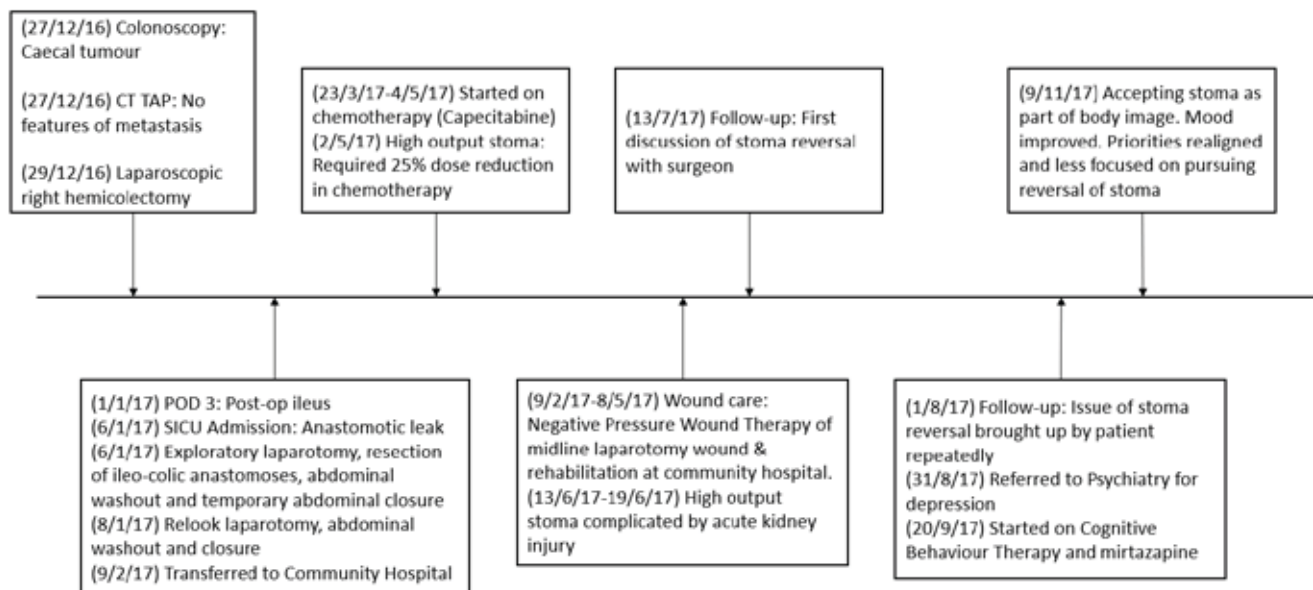 (27/12/16) Colonoscopy:
Caecal tumour
(27/12/16) CT TAP: No
features of metastasis
(29/12/16) Laparoscopic
right hemicolectomy
(23/3/17-4/5/17) Started on
chemotherapy (Capecitabine)
(2/5/17) High output stoma:
Required 25% dose reduction
in chemotherapy
(13/7/17) Follow-up: First
discussion of stoma reversal
with surgeon
(9/11/17] Accepting stoma as
part of body image. Mood
improved. Priorities realigned
and less focused on pursuing
reversal of stoma
(1/1/17) POD 3: Post-op ileus
(6/1/17) SICU Admission: Anastomotic leak
(6/1/17) Exploratory laparotomy, resection
of ileo-colic anastomoses, abdominal
washout and temporary abdominal closure
(8/1/17) Relook laparotomy, abdominal
washout and closure
(9/2/17) Transferred to Community Hospital
(9/2/17-8/5/17) Wound care:
Negative Pressure Wound Therapy of
midline laparotomy wound &
rehabilitation at community hospital.
(13/6/17-19/6/17) High output
stoma complicated by acute kidney
injury
(1/8/17) Follow-up: Issue of stoma
reversal brought up by patient
repeatedly
(31/8/17) Referred to Psychiatry for
depression
(20/9/17) Started on Cognitive
Behaviour Therapy and mirtazapine